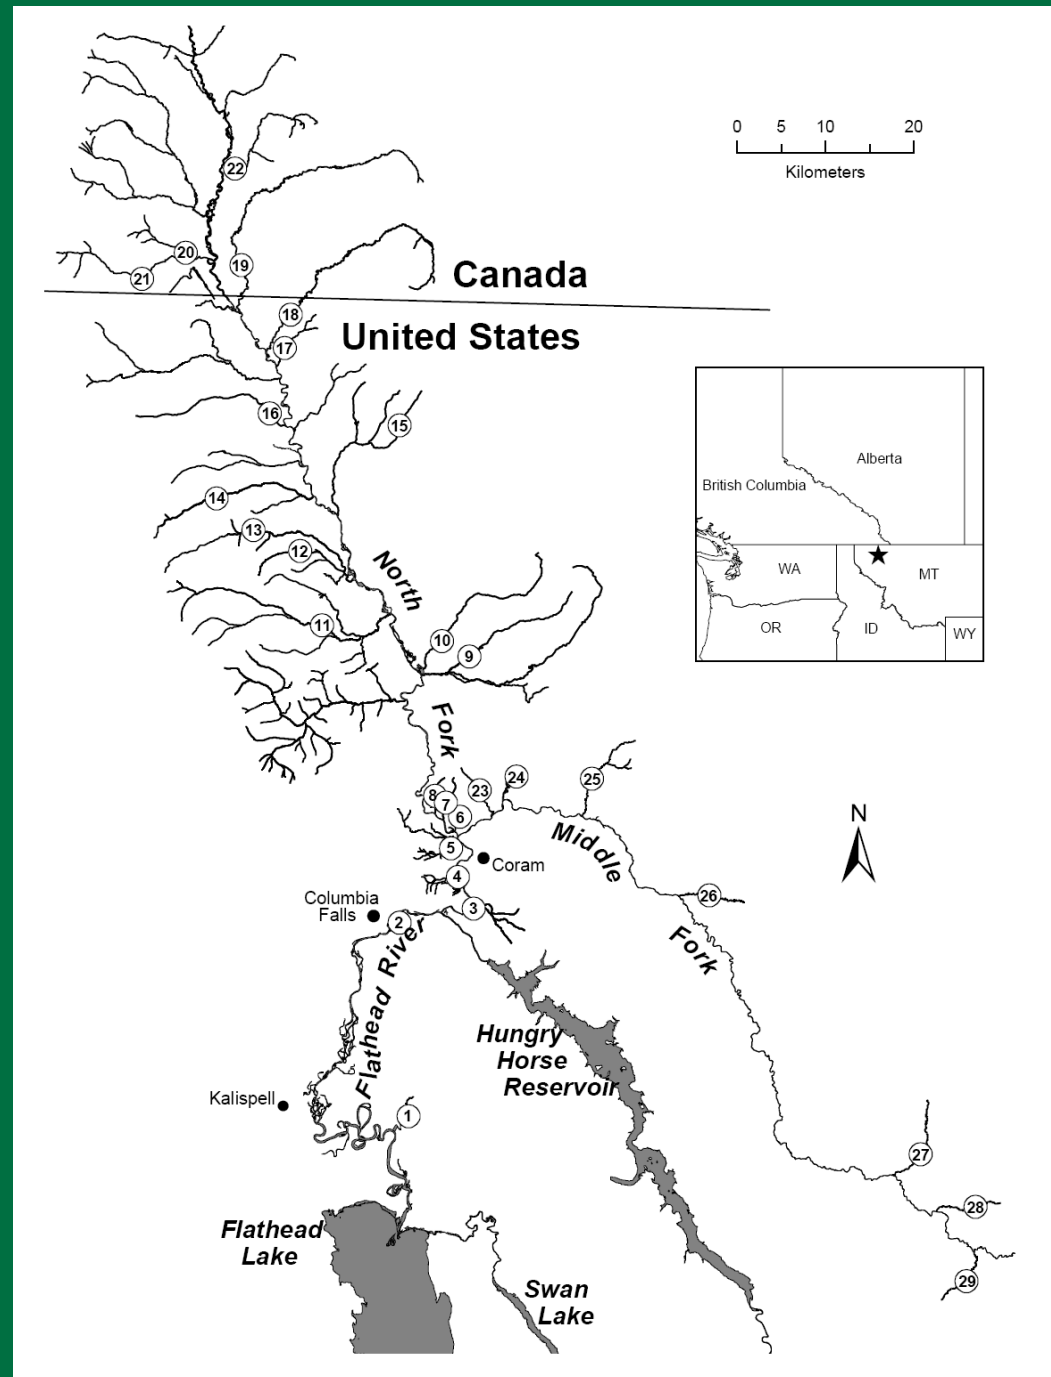 0 5 10 20
Kilometers
22
20
19
21
Canada
18
United States
17
16
15
14
13
12
11
North
10
9
Fork
British Columbia
Alberta
WA
MT
OR
ID
WY
8
7
6
23
24
25
5
Coram
Middle
4
N
Columbia
Falls
3
2
26
Fork
Flathead River
Hungry
Horse
Reservoir
Kalispell
1
27
28
29
Flathead
Lake
Swan
Lake